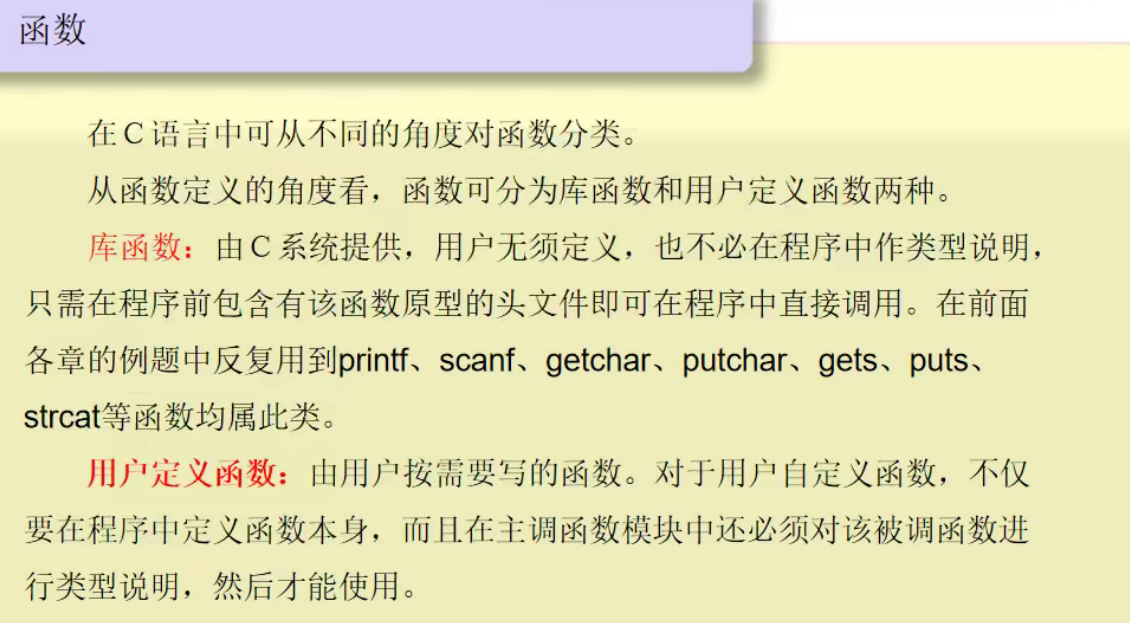 函数
在C语言中可从不同的角度对函数分类。
从函数定义的角度看，函数可分为库函数和用户定义函数两种。
库函数：由C系统提供，用户无须定义，也不必在程序中作类型说明，
只需在程序前包含有该函数原型的头文件即可在程序中直接调用。在前面
各章的例题中反复用到printf、scanf、getchar、putchar、gets、puts、
strcat等函数均属此类。
用户定义函数：由用户按需要写的函数。对于用户自定义函数，不仅
要在程序中定义函数本身，而且在主调函数模块中还必须对该被调函数进
行类型说明，然后才能使用。